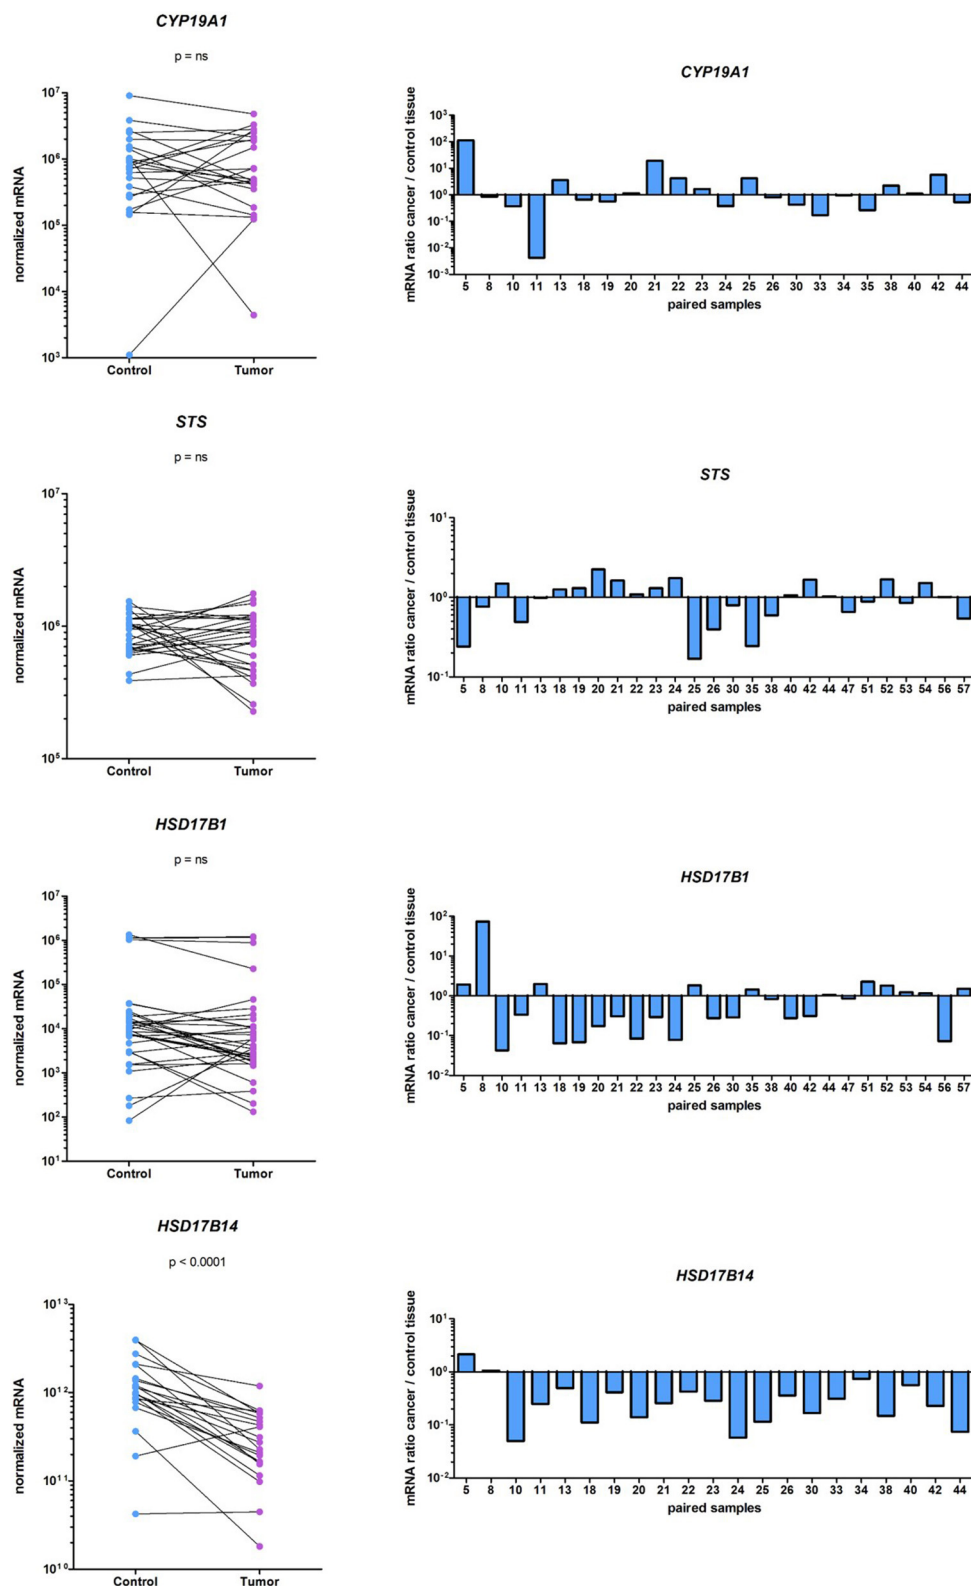 CYP19A1
p = ns
normalized mRNA
10⁷
10⁶
10⁵
10⁴
10³
Control Tumor
CYP19A1
mRNA ratio cancer / control tissue
10³
10²
10¹
10⁰
10⁻¹
10⁻²
10⁻³
5 8 10 11 13 18 19 20 21 22 23 24 25 26 30 33 34 35 38 40 42 44
paired samples
STS
p = ns
normalized mRNA
10⁷
10⁶
10⁵
Control Tumor
STS
mRNA ratio cancer / control tissue
10¹
10⁰
10⁻¹
5 8 10 11 13 18 19 20 21 22 23 24 25 26 30 35 38 40 42 44 47 51 52 53 54 56 57
paired samples
HSD17B1
p = ns
normalized mRNA
10⁷
10⁶
10⁵
10⁴
10³
10²
10¹
Control Tumor
HSD17B1
mRNA ratio cancer / control tissue
10²
10¹
10⁰
10⁻¹
10⁻²
5 8 10 11 13 18 19 20 21 22 23 24 25 26 30 35 38 40 42 44 47 51 52 53 54 56 57
paired samples
HSD17B14
p < 0.0001
normalized mRNA
10¹³
10¹²
10¹¹
10¹⁰
Control Tumor
HSD17B14
mRNA ratio cancer / control tissue
10¹
10⁰
10⁻¹
10⁻²
5 8 10 11 13 18 19 20 21 22 23 24 25 26 30 33 34 38 40 42 44
paired samples